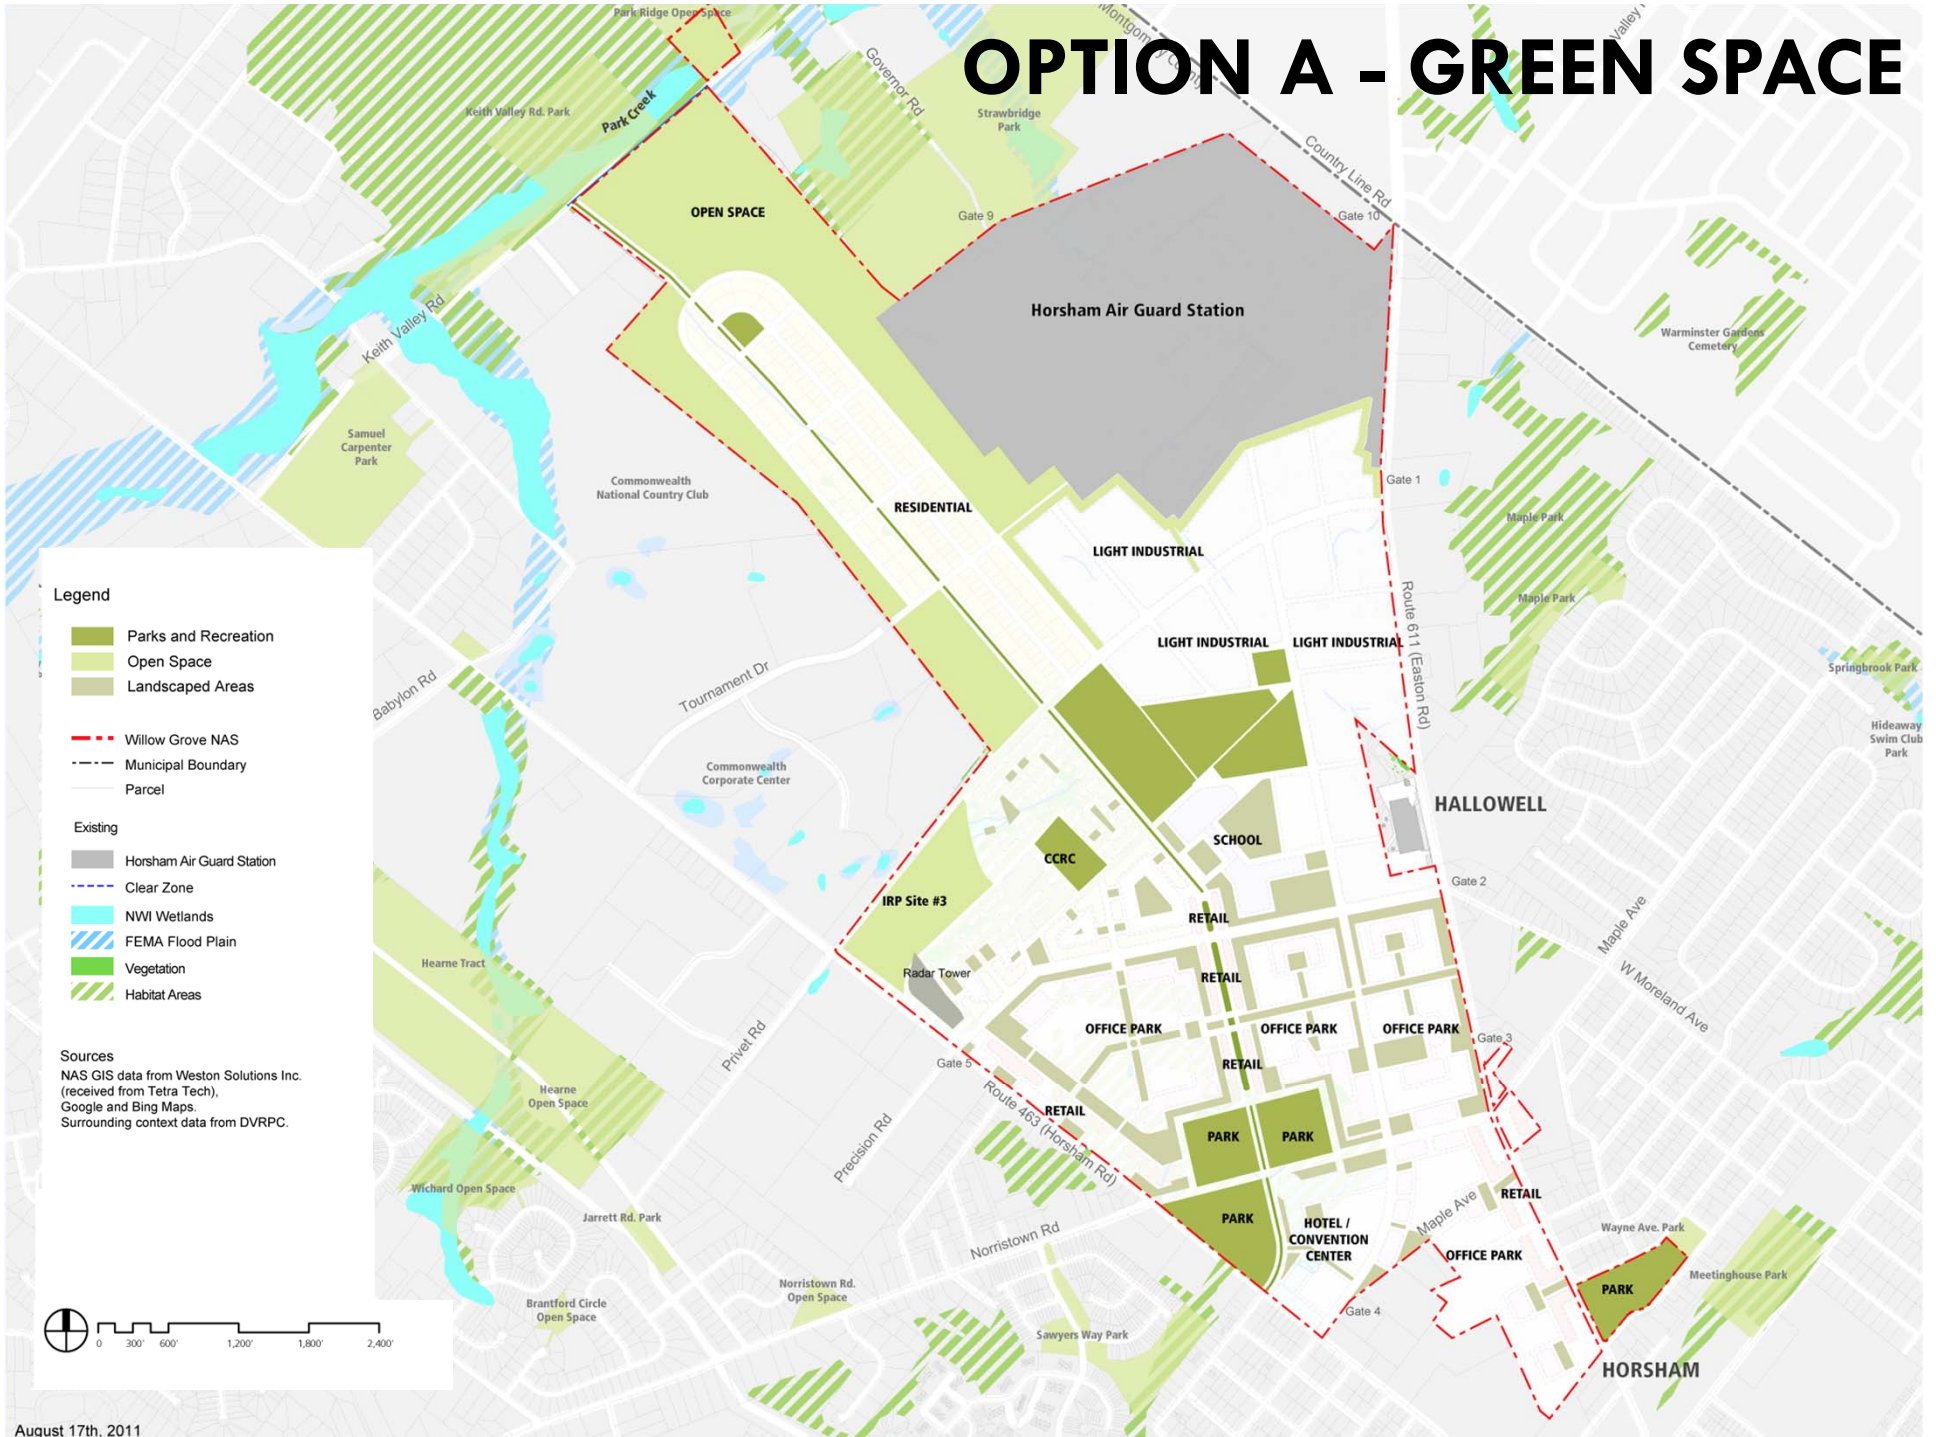 OPTION A - GREEN SPACE
Park Ridge Open Space
Montgomery County
Valley
Governor Rd
Keith Valley Rd. Park
Park Creek
Strawbridge
Park
Country Line Rd
OPEN SPACE
Gate 9
Gate 10
Horsham Air Guard Station
Keith Valley Rd
Warminster Gardens
Cemetery
Samuel
Carpenter
Park
Commonwealth
National Country Club
Gate 1
RESIDENTIAL
Maple Park
LIGHT INDUSTRIAL
Maple Park
Route 611 (Easton Rd)
LIGHT INDUSTRIAL
LIGHT INDUSTRIAL
Springbrook Park
Babylon Rd
Tournament Dr
Hideaway
Swim Club
Park
Commonwealth
Corporate Center
HALLOWELL
SCHOOL
CCRC
Gate 2
IRP Site #3
RETAIL
Maple Ave
Hearne Tract
Radar Tower
RETAIL
W Moreland Ave
OFFICE PARK
OFFICE PARK
OFFICE PARK
Gate 3
Privet Rd
Gate 5
RETAIL
Hearne
Open Space
Route 463 (Horsham Rd)
RETAIL
Precision Rd
PARK
PARK
Wichard Open Space
RETAIL
Jarrett Rd. Park
PARK
Maple Ave
Wayne Ave. Park
Norristown Rd
HOTEL /
CONVENTION
CENTER
OFFICE PARK
Meetinghouse Park
Norristown Rd.
Open Space
PARK
Brantford Circle
Open Space
Gate 4
Sawyers Way Park
HORSHAM
Legend
Parks and Recreation
Open Space
Landscaped Areas
Willow Grove NAS
Municipal Boundary
Parcel
Existing
Horsham Air Guard Station
Clear Zone
NWI Wetlands
FEMA Flood Plain
Vegetation
Habitat Areas
Sources
NAS GIS data from Weston Solutions Inc.
(received from Tetra Tech),
Google and Bing Maps.
Surrounding context data from DVRPC.
0 300' 600' 1,200' 1,800' 2,400'
August 17th, 2011